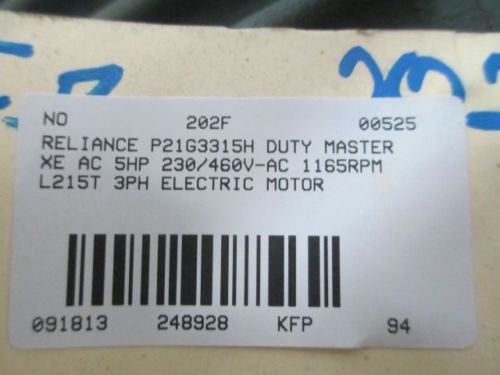 NO 202F 00525
RELIANCE P21G3315H DUTY MASTER
XE AC 5HP 230/460V-AC 1165RPM
L215T 3PH ELECTRIC MOTOR
091813 248928 KFP 94